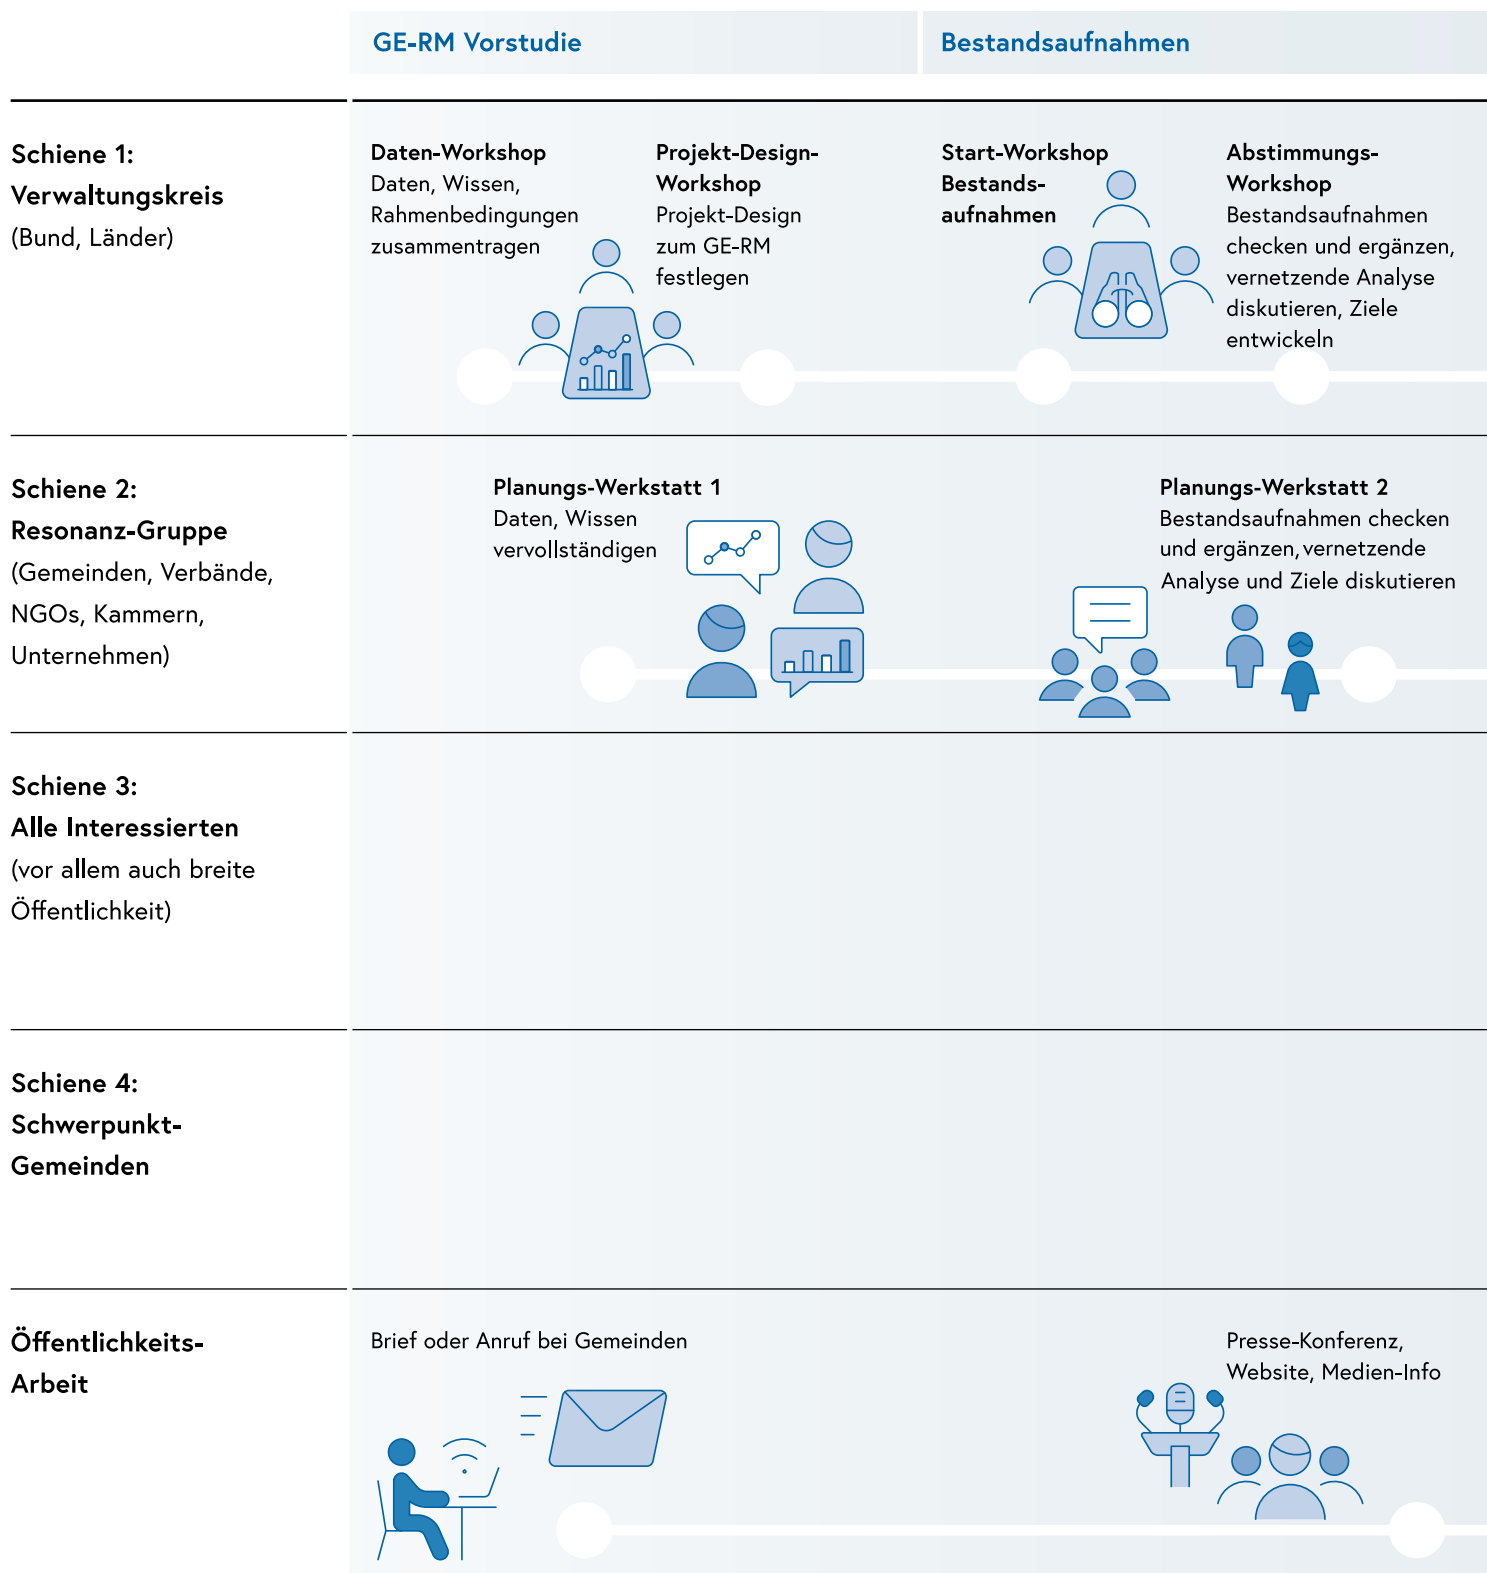 GE-RM Vorstudie
Bestandsaufnahmen
Schiene 1:
Verwaltungskreis
(Bund, Länder)
Daten-Workshop
Daten, Wissen,
Rahmenbedingungen
zusammentragen
Projekt-Design-
Workshop
Projekt-Design
zum GE-RM
festlegen
Start-Workshop
Bestands-
aufnahmen
Abstimmungs-
Workshop
Bestandsaufnahmen
checken und ergänzen,
vernetzende Analyse
diskutieren, Ziele
entwickeln
Schiene 2:
Resonanz-Gruppe
(Gemeinden, Verbände,
NGOs, Kammern,
Unternehmen)
Planungs-Werkstatt 1
Daten, Wissen
vervollständigen
Planungs-Werkstatt 2
Bestandsaufnahmen checken
und ergänzen, vernetzende
Analyse und Ziele diskutieren
Schiene 3:
Alle Interessierten
(vor allem auch breite
Öffentlichkeit)
Schiene 4:
Schwerpunkt-
Gemeinden
Öffentlichkeits-
Arbeit
Brief oder Anruf bei Gemeinden
Presse-Konferenz,
Website, Medien-Info